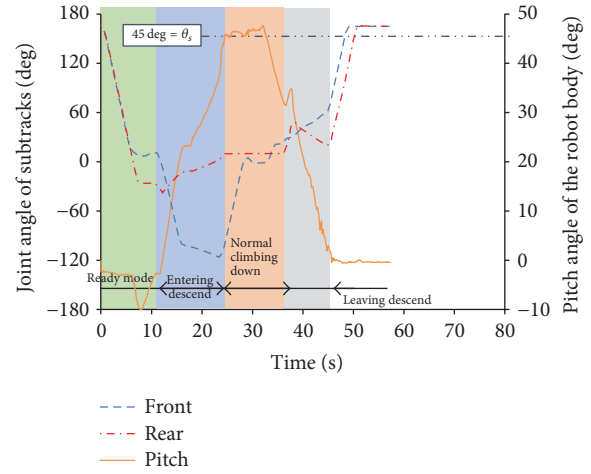 180
120
60
0
−60
−120
−180
Joint angle of subtracks (deg)
50
40
30
20
10
0
−10
Pitch angle of the robot body (deg)
45 deg = θs
Ready mode
Entering
descend
Normal
climbing
down
Leaving descend
0 10 20 30 40 50 60 70 80
Time (s)
Front
Rear
Pitch